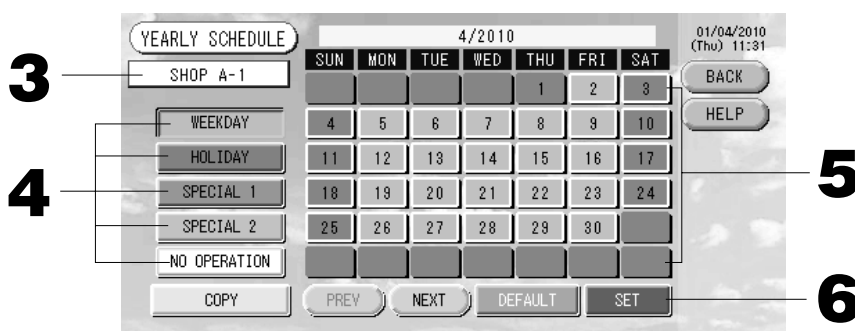 YEARLY SCHEDULE
4/2010
01/04/2010
(Thu) 11:31
3
SHOP A-1
SUN MON TUE WED THU FRI SAT
BACK
1 2 3
HELP
WEEKDAY
4 5 6 7 8 9 10
HOLIDAY
11 12 13 14 15 16 17
5
4
SPECIAL 1
18 19 20 21 22 23 24
SPECIAL 2
25 26 27 28 29 30
NO OPERATION
COPY
PREV NEXT DEFAULT SET
6